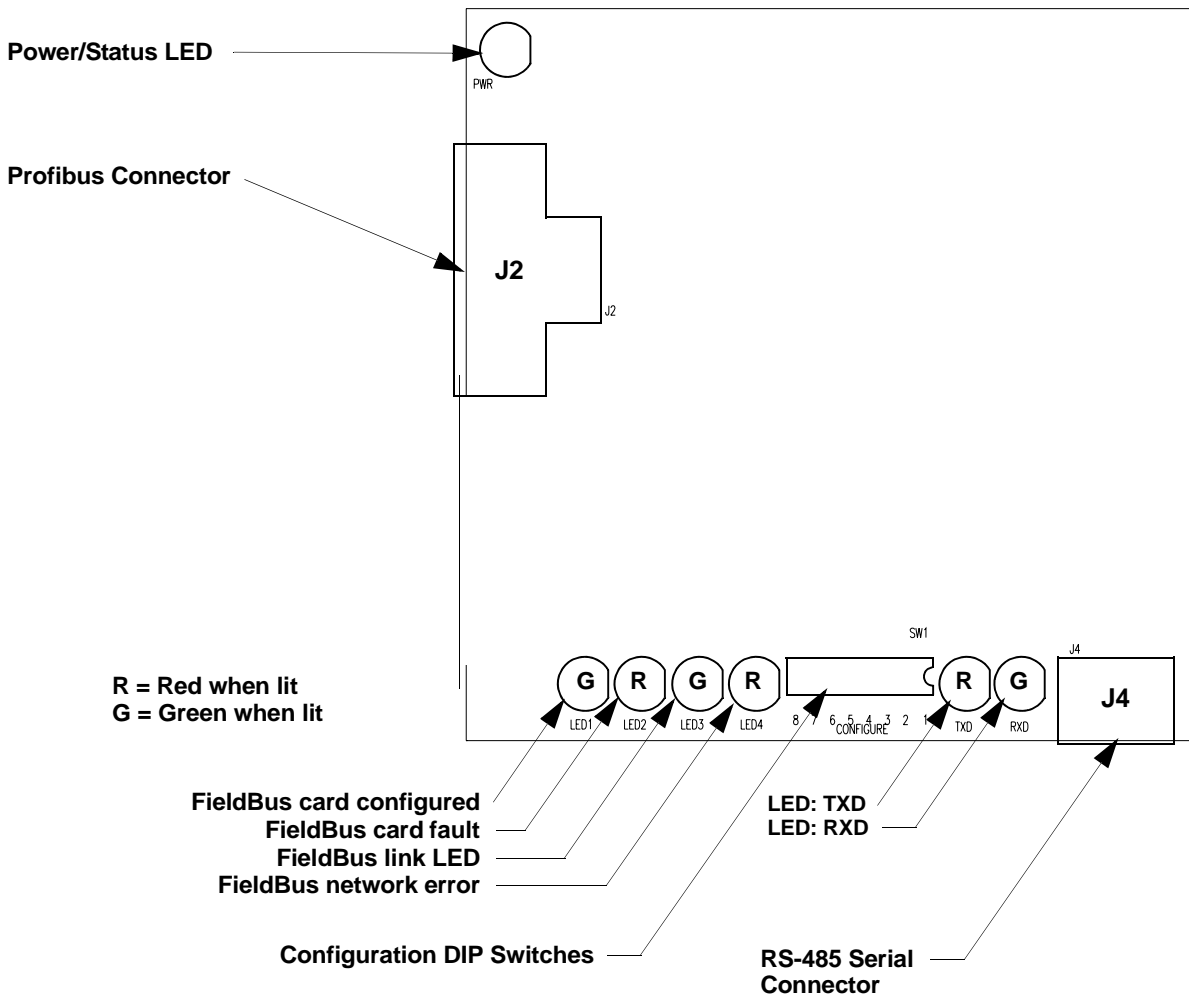 Power/Status LED
PWR
Profibus Connector
J2
J2
SW1
J4
R = Red when lit
G = Green when lit
G
R
G
R
R
G
J4
LED1
LED2
LED3
LED4
8 7 6 5 4 3 2 1
CONFIGURE
TXD
RXD
FieldBus card configured
FieldBus card fault
FieldBus link LED
FieldBus network error
LED: TXD
LED: RXD
Configuration DIP Switches
RS-485 Serial
Connector